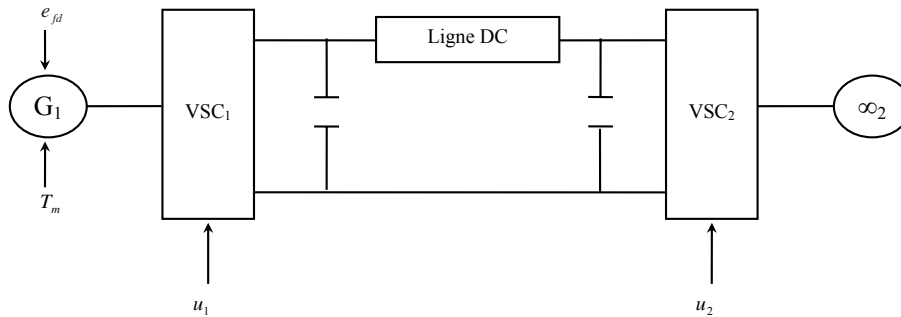 e_fd
Ligne DC
G₁
VSC₁
VSC₂
∞₂
T_m
u₁
u₂